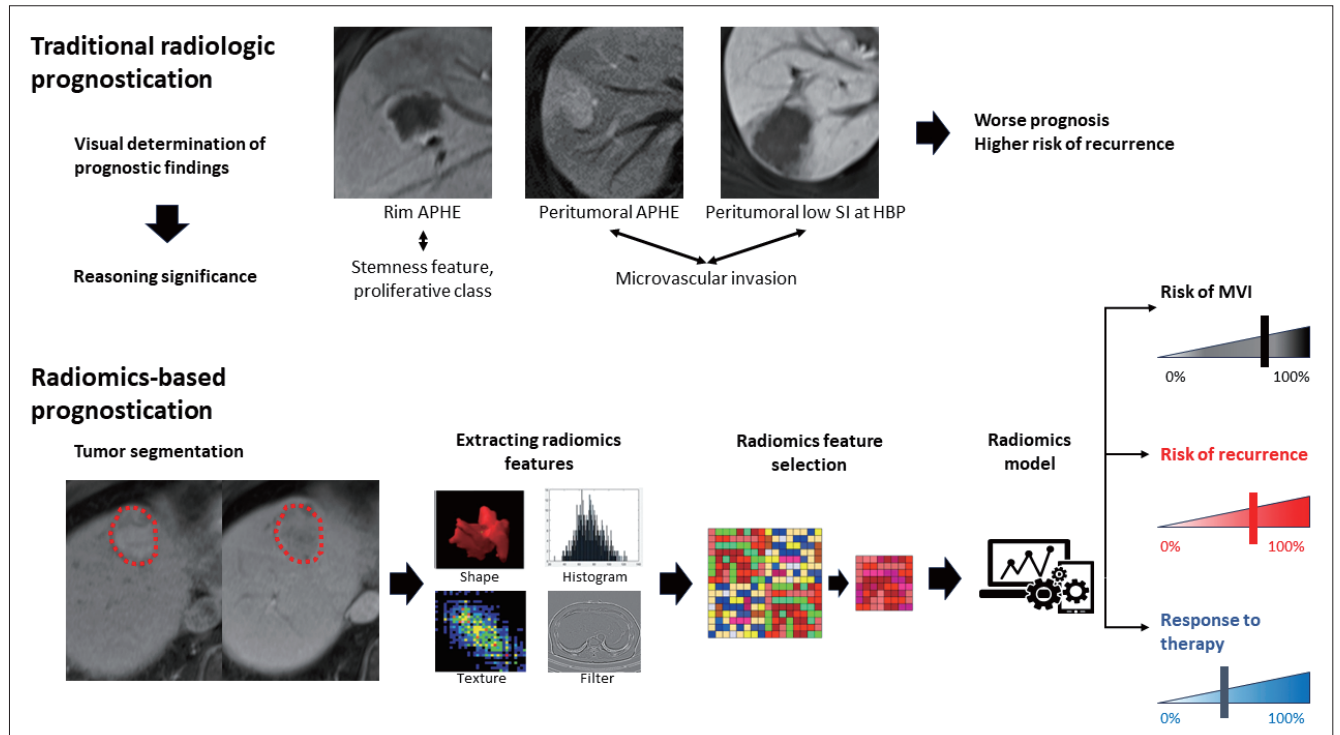 Traditional radiologic
prognostication
Visual determination of
prognostic findings
Reasoning significance
Rim APHE
Stemness feature,
proliferative class
Peritumoral APHE
Peritumoral low SI at HBP
Microvascular invasion
Worse prognosis
Higher risk of recurrence
Radiomics-based
prognostication
Tumor segmentation
Extracting radiomics
features
Shape
Histogram
Texture
Filter
Radiomics feature
selection
Radiomics
model
Risk of MVI
0% 100%
Risk of recurrence
0% 100%
Response to
therapy
0% 100%